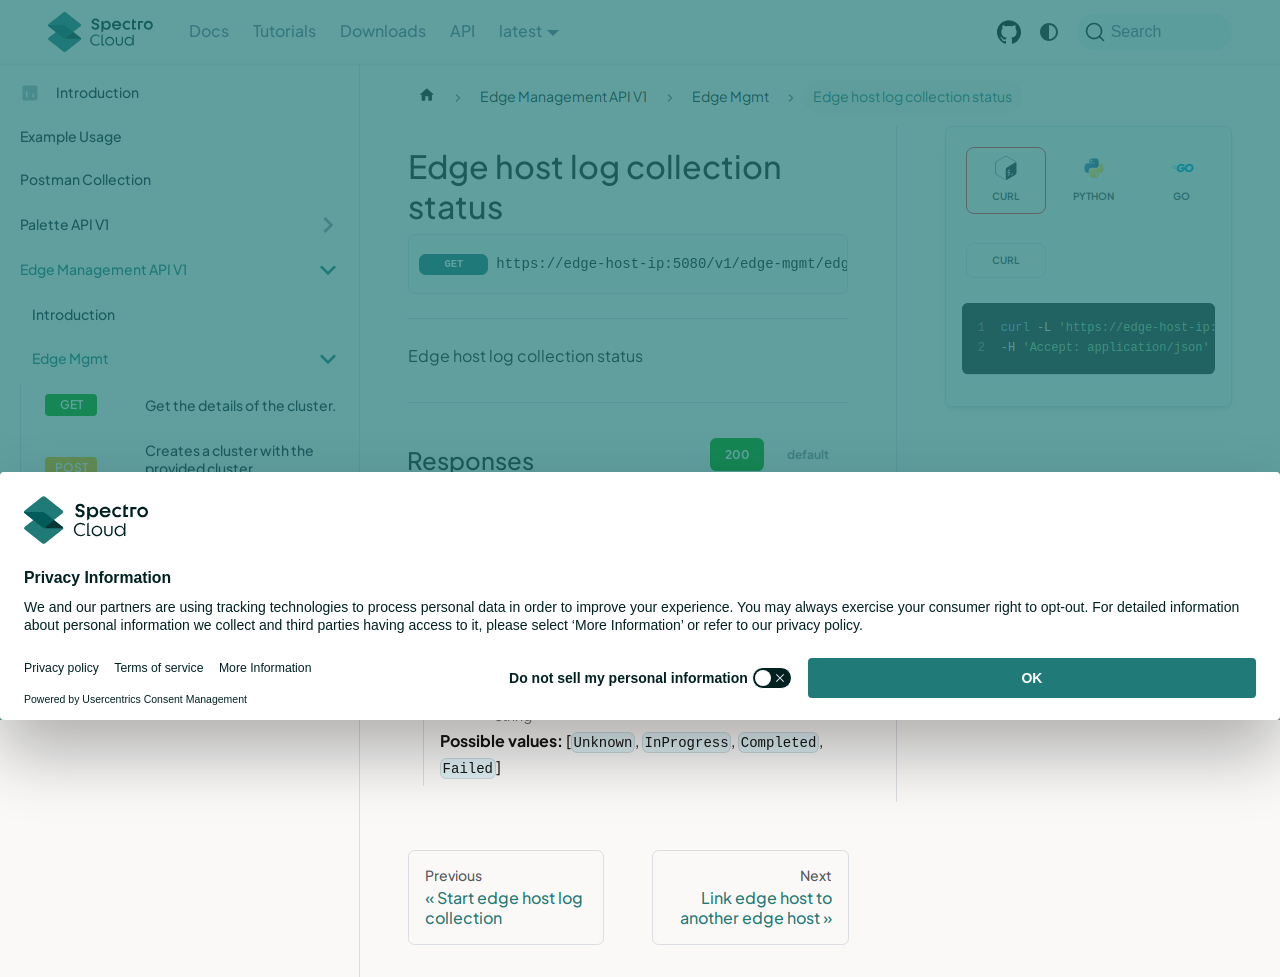 Spectro Cloud
Docs
Tutorials
Downloads
API
latest
Search
Introduction
Example Usage
Postman Collection
Palette API V1
Edge Management API V1
Introduction
Edge Mgmt
GET Get the details of the cluster.
POST Creates a cluster with the
provided cluster
Edge Management API V1
Edge Mgmt
Edge host log collection status
Edge host log collection
status
GET https://edge-host-ip:5080/v1/edge-mgmt/edg
Edge host log collection status
Responses
200
default
CURL
PYTHON
GO
CURL
1 curl -L 'https://edge-host-ip:
2 -H 'Accept: application/json'
Spectro
Cloud
Privacy Information
We and our partners are using tracking technologies to process personal data in order to improve your experience. You may always exercise your consumer right to opt-out. For detailed information
about personal information we collect and third parties having access to it, please select ‘More Information’ or refer to our privacy policy.
Privacy policy
Terms of service
More Information
Powered by Usercentrics Consent Management
Do not sell my personal information
OK
Possible values: [Unknown, InProgress, Completed,
Failed]
Previous
« Start edge host log
collection
Next
Link edge host to
another edge host »